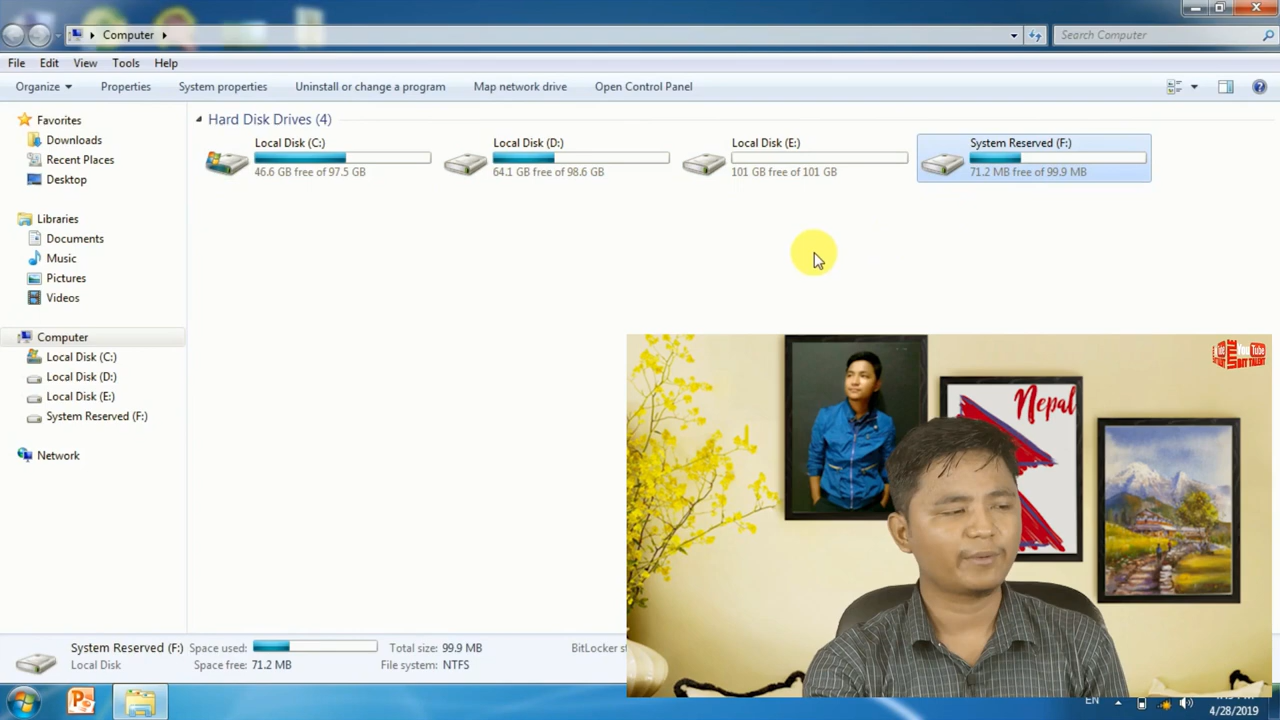 Computer
Search Computer
File Edit View Tools Help
Organize Properties System properties Uninstall or change a program Map network drive Open Control Panel
Favorites
Downloads
Recent Places
Desktop
Libraries
Documents
Music
Pictures
Videos
Computer
Local Disk (C:)
Local Disk (D:)
Local Disk (E:)
System Reserved (F:)
Network
Hard Disk Drives (4)
Local Disk (C:)
46.6 GB free of 97.5 GB
Local Disk (D:)
64.1 GB free of 98.6 GB
Local Disk (E:)
101 GB free of 101 GB
System Reserved (F:)
71.2 MB free of 99.9 MB
Nepal
YouTube
System Reserved (F:) Space used: Total size: 99.9 MB BitLocker
Local Disk Space free: 71.2 MB File system: NTFS
EN
4/28/2019